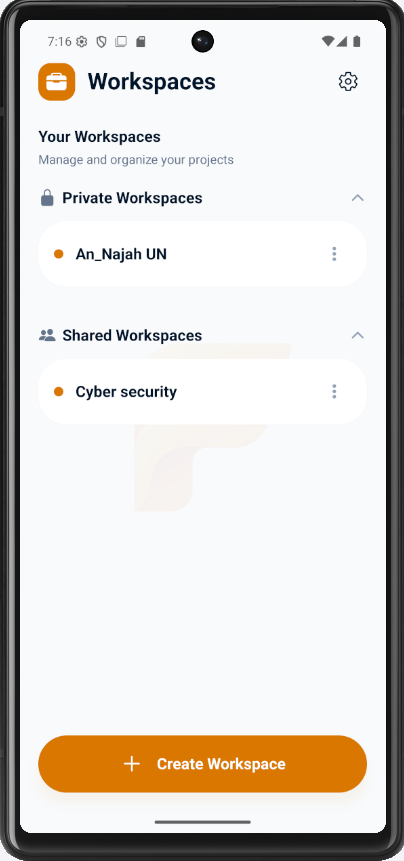 7:16
Workspaces
Your Workspaces
Manage and organize your projects
Private Workspaces
An_Najah UN
Shared Workspaces
Cyber security
Create Workspace